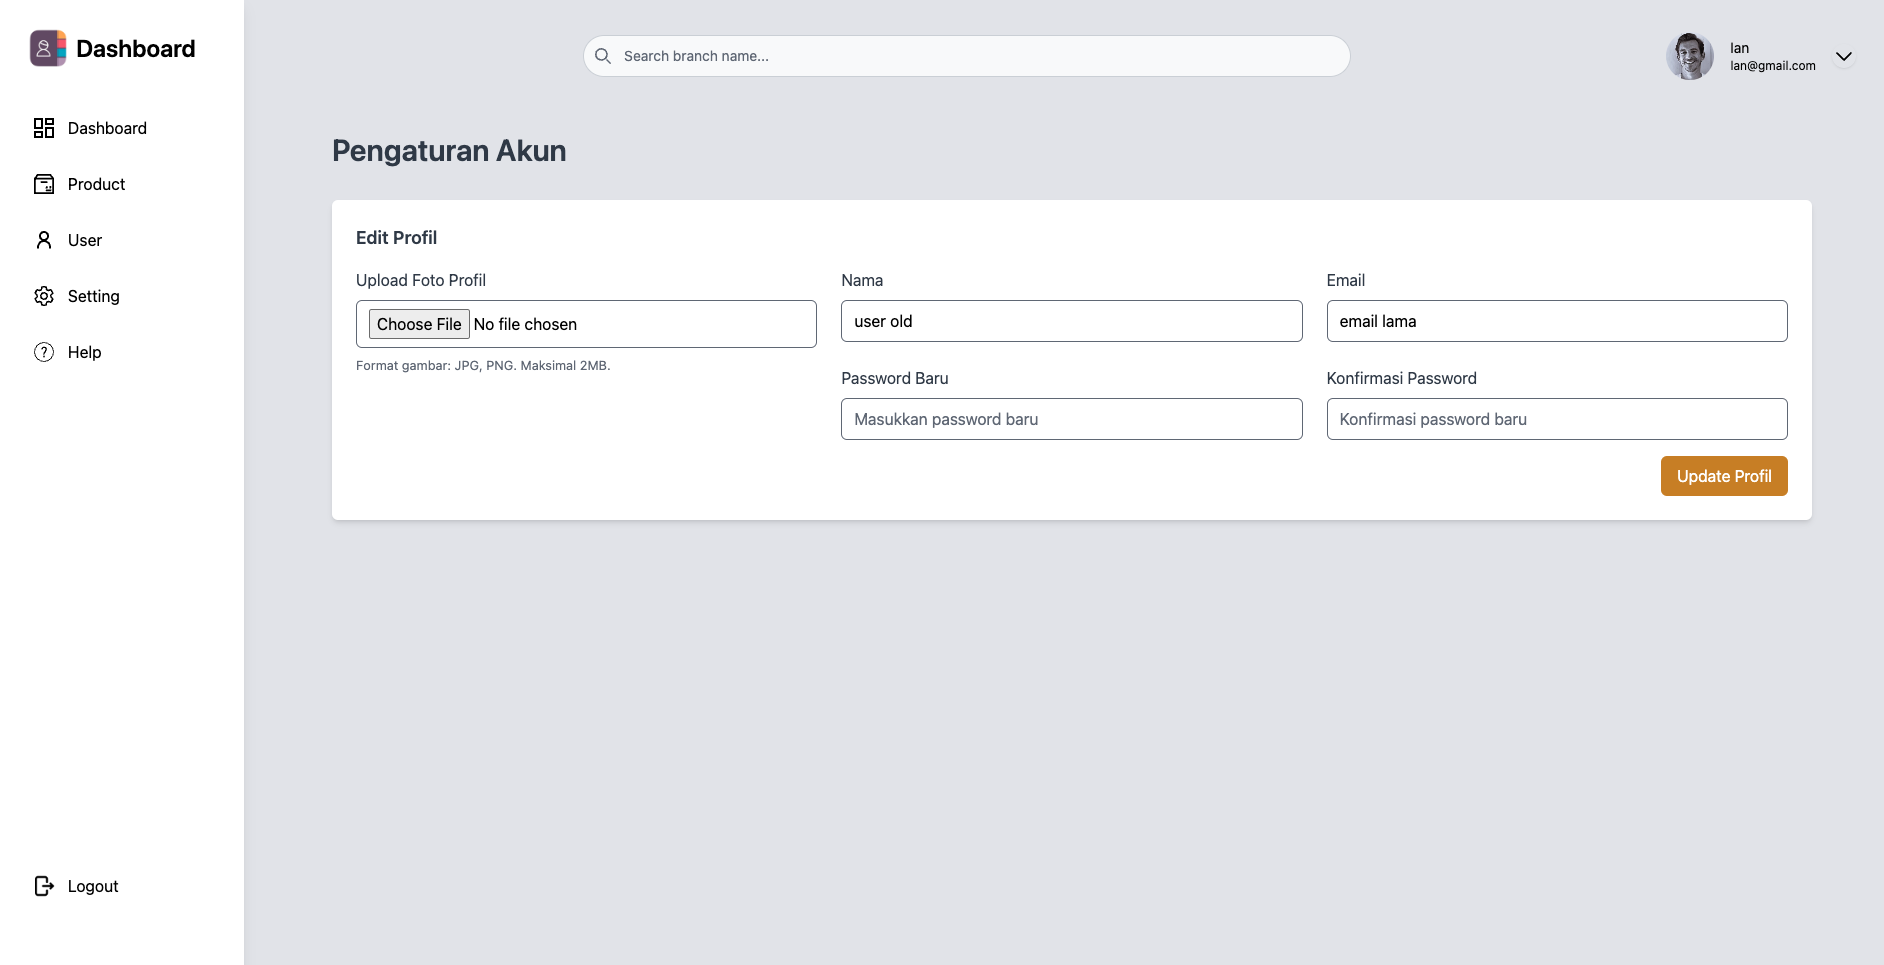 Dashboard
Dashboard
Product
User
Setting
Help
Logout
Search branch name...
Ian
Ian@gmail.com
Pengaturan Akun
Edit Profil
Upload Foto Profil
Choose File No file chosen
Format gambar: JPG, PNG. Maksimal 2MB.
Nama
user old
Email
email lama
Password Baru
Masukkan password baru
Konfirmasi Password
Konfirmasi password baru
Update Profil